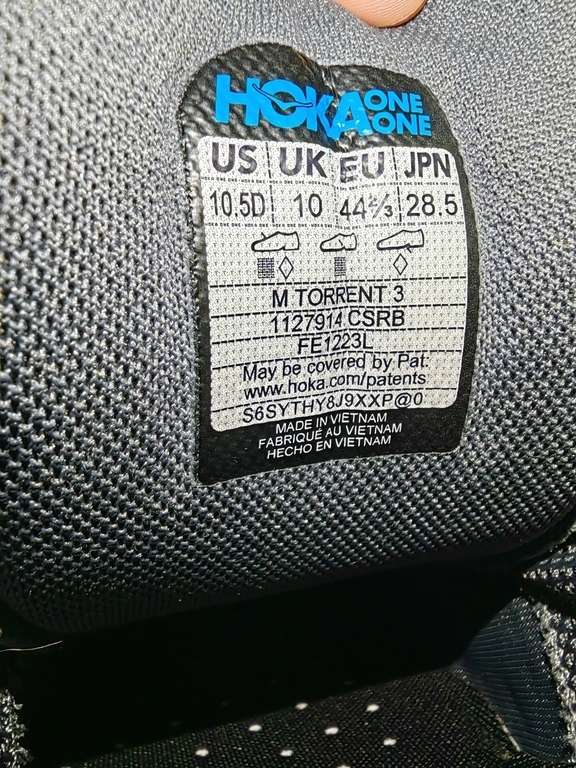 HOKA ONE ONE
US UK EU JPN
10.5D 10 44⅔ 28.5
M TORRENT 3
1127914 CSRB
FE1223L
May be covered by Pat:
www.hoka.com/patents
S6SYTHY8J9XXP@0
MADE IN VIETNAM
FABRIQUÉ AU VIETNAM
HECHO EN VIETNAM